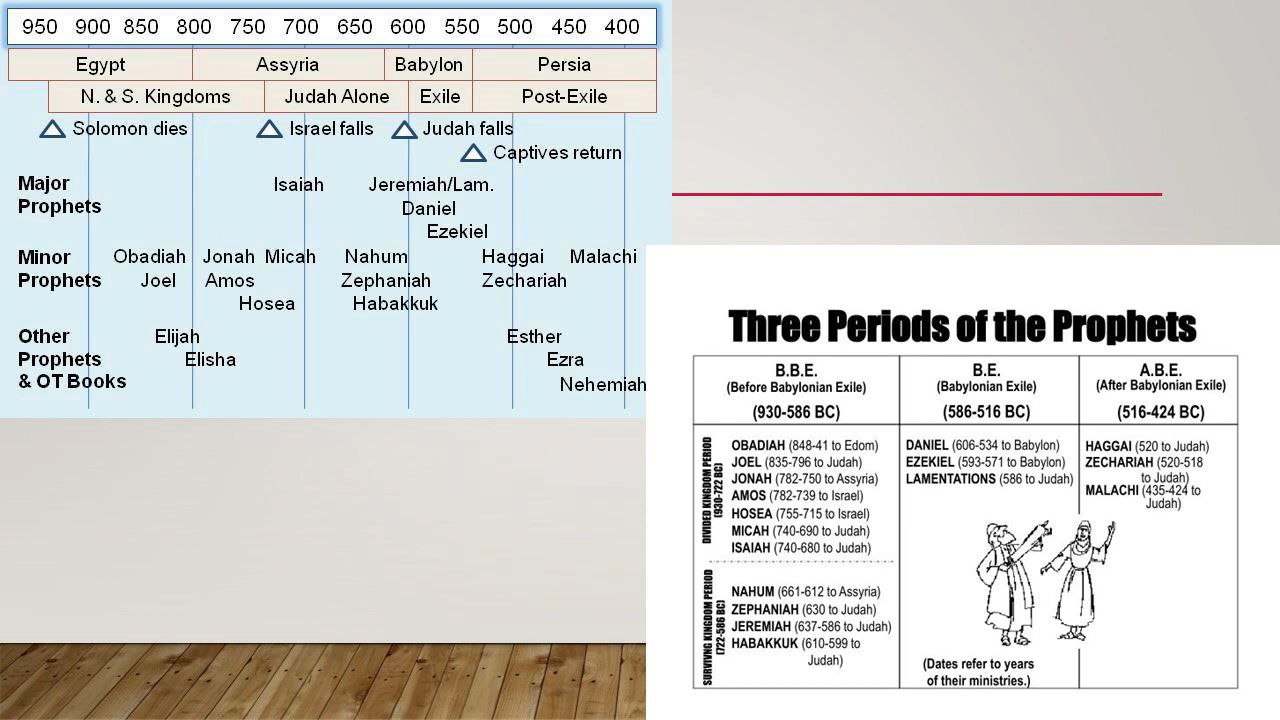 950 900 850 800 750 700 650 600 550 500 450 400
Egypt Assyria Babylon Persia
N. & S. Kingdoms Judah Alone Exile Post-Exile
Solomon dies Israel falls Judah falls
Captives return
Major Isaiah Jeremiah/Lam.
Prophets Daniel
Ezekiel
Minor Obadiah Jonah Micah Nahum Haggai Malachi
Prophets Joel Amos Zephaniah Zechariah
Hosea Habakkuk
Other Elijah Esther
Prophets Elisha Ezra
& OT Books Nehemiah
Three Periods of the Prophets
B.B.E. B.E. A.B.E.
(Before Babylonian Exile) (Babylonian Exile) (After Babylonian Exile)
(930-586 BC) (586-516 BC) (516-424 BC)
DIVIDED KINGDOM PERIOD
(930-722 BC)
OBADIAH (848-41 to Edom)
JOEL (835-796 to Judah)
JONAH (782-750 to Assyria)
AMOS (782-739 to Israel)
HOSEA (755-715 to Israel)
MICAH (740-690 to Judah)
ISAIAH (740-680 to Judah)
SURVIVNG KINGDOM PERIOD
(722-586 BC)
NAHUM (661-612 to Assyria)
ZEPHANIAH (630 to Judah)
JEREMIAH (637-586 to Judah)
HABAKKUK (610-599 to
Judah)
DANIEL (606-534 to Babylon)
EZEKIEL (593-571 to Babylon)
LAMENTATIONS (586 to Judah)
(Dates refer to years
of their ministries.)
HAGGAI (520 to Judah)
ZECHARIAH (520-518
to Judah)
MALACHI (435-424 to
Judah)